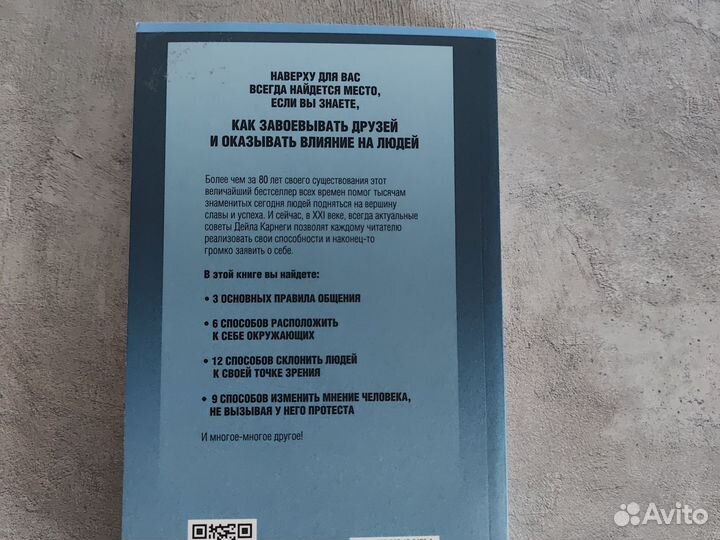 НАВЕРХУ ДЛЯ ВАС
ВСЕГДА НАЙДЕТСЯ МЕСТО,
ЕСЛИ ВЫ ЗНАЕТЕ,
КАК ЗАВОЕВЫВАТЬ ДРУЗЕЙ
И ОКАЗЫВАТЬ ВЛИЯНИЕ НА ЛЮДЕЙ
Более чем за 80 лет своего существования этот
величайший бестселлер всех времен помог тысячам
знаменитых сегодня людей подняться на вершину
славы и успеха. И сейчас, в XXI веке, всегда актуальные
советы Дейла Карнеги позволят каждому читателю
реализовать свои способности и наконец-то
громко заявить о себе.
В этой книге вы найдете:
• 3 ОСНОВНЫХ ПРАВИЛА ОБЩЕНИЯ
• 6 СПОСОБОВ РАСПОЛОЖИТЬ
К СЕБЕ ОКРУЖАЮЩИХ
• 12 СПОСОБОВ СКЛОНИТЬ ЛЮДЕЙ
К СВОЕЙ ТОЧКЕ ЗРЕНИЯ
• 9 СПОСОБОВ ИЗМЕНИТЬ МНЕНИЕ ЧЕЛОВЕКА,
НЕ ВЫЗЫВАЯ У НЕГО ПРОТЕСТА
И многое-многое другое!
Avito